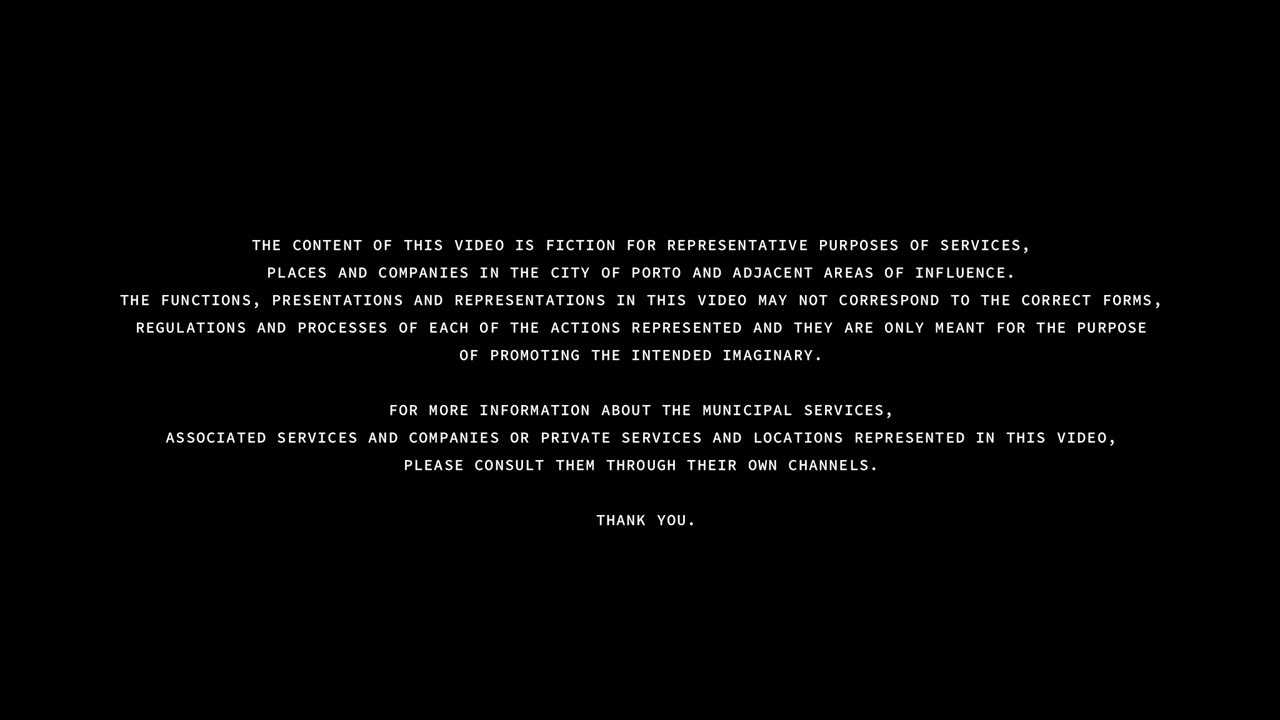 THE CONTENT OF THIS VIDEO IS FICTION FOR REPRESENTATIVE PURPOSES OF SERVICES,
PLACES AND COMPANIES IN THE CITY OF PORTO AND ADJACENT AREAS OF INFLUENCE.
THE FUNCTIONS, PRESENTATIONS AND REPRESENTATIONS IN THIS VIDEO MAY NOT CORRESPOND TO THE CORRECT FORMS,
REGULATIONS AND PROCESSES OF EACH OF THE ACTIONS REPRESENTED AND THEY ARE ONLY MEANT FOR THE PURPOSE
OF PROMOTING THE INTENDED IMAGINARY.
FOR MORE INFORMATION ABOUT THE MUNICIPAL SERVICES,
ASSOCIATED SERVICES AND COMPANIES OR PRIVATE SERVICES AND LOCATIONS REPRESENTED IN THIS VIDEO,
PLEASE CONSULT THEM THROUGH THEIR OWN CHANNELS.
THANK YOU.